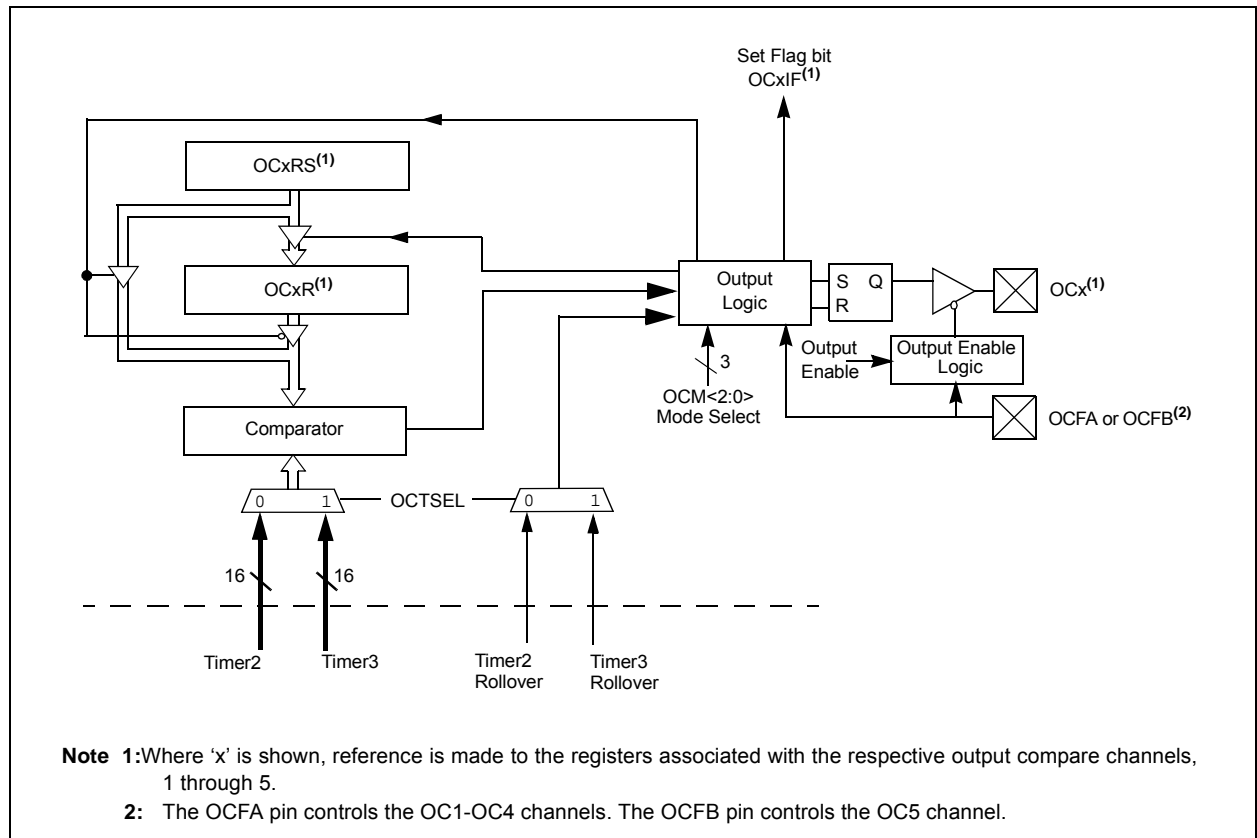 Set Flag bit
OCxIF(1)
OCxRS(1)
OCxR(1)
Output
Logic
S Q
R
OCx(1)
Output
Enable
Output Enable
Logic
3
OCM<2:0>
Mode Select
OCFA or OCFB(2)
Comparator
0 1
OCTSEL
0 1
16
16
Timer2
Timer3
Timer2
Rollover
Timer3
Rollover
Note 1:Where ‘x’ is shown, reference is made to the registers associated with the respective output compare channels,
1 through 5.
2: The OCFA pin controls the OC1-OC4 channels. The OCFB pin controls the OC5 channel.